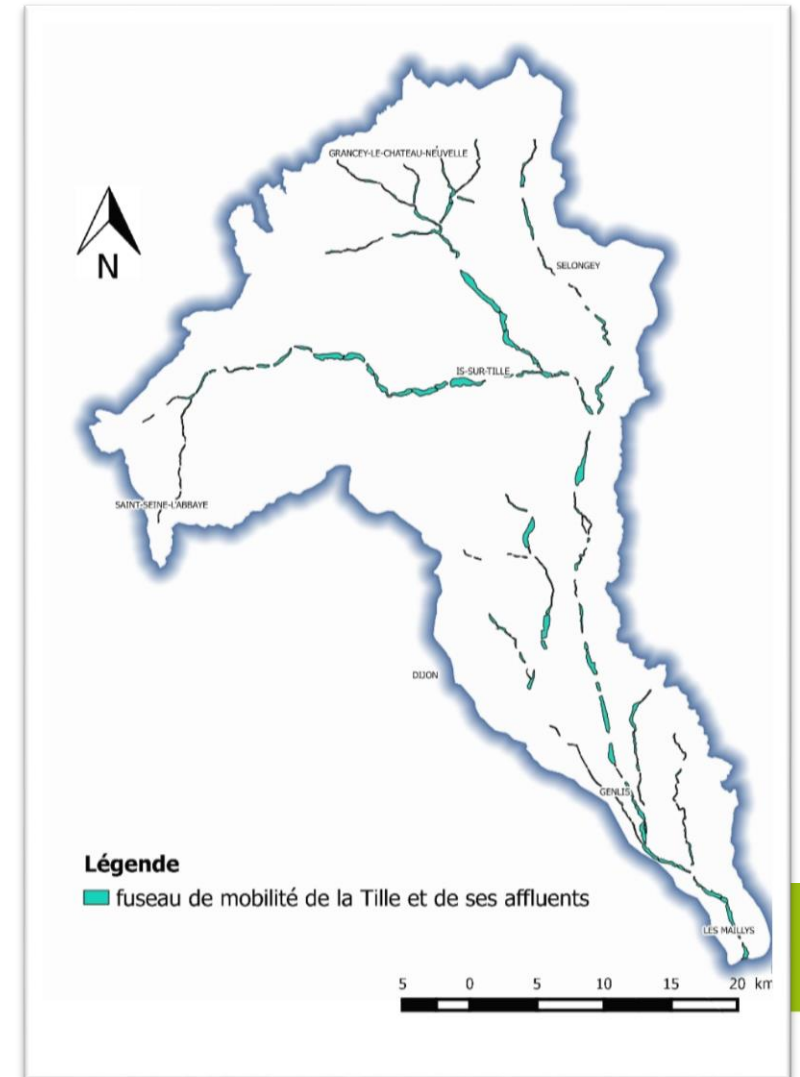 GRANCEY-LE-CHATEAU-NEUVELLE
N
SELONGEY
IS-SUR-TILLE
SAINT-SEINE-L'ABBAYE
DIJON
GENLIS
Légende
fuseau de mobilité de la Tille et de ses affluents
LES MAILLYS
5 0 5 10 15 20 km